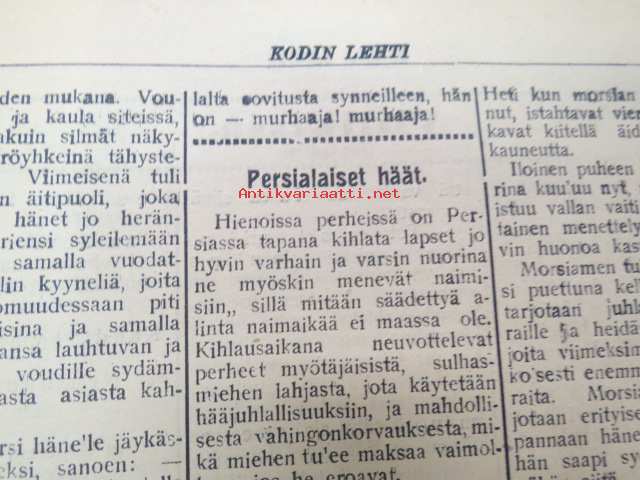 KODIN LEHTI
den mukana. Vou-
ja kaula siteissä,
akuin silmät näky-
röyhkeinä tähyste-
Viimeisenä tuli
n äitipuoli, joka
hänet jo herän-
riensi syleilemään
samalla vuodat-
lin kyyneliä, joita
omuudessaan piti
isina ja samalla
ansa lauhtuvan ja
voudille sydäm-
asta asiasta kah-
rsi häne'le jäykäs-
eksi, sanoen: —
lalta sovitusta synneilleen, hän
on — murhaaja! murhaaja!
Persialaiset häät.
Antikvariaatti.net
Hienoissa perheissä on Per-
siassa tapana kihlata lapset jo
hyvin varhain ja varsin nuorina
ne myöskin menevät naimi-
siin,, sillä mitään säädettyä a-
linta naimaikää ei maassa ole.
Kihlausaikana neuvottelevat
perheet myötäjäisistä, sulhas-
miehen lahjasta, jota käytetään
hääjuhlallisuuksiin, ja mahdolli-
sesta vahingonkorvauksesta, mi-
kä miehen tu'ee maksaa vaimol-
he eroavat.
Heti kun morsian
nut, istahtavat vier
kavat kiitellä äid
kauneutta.
Iloinen puheen
rina kuu'uu nyt,
istuu vallan vaiti
tainen menettely
vin huonoa kas
Morsiamen tu
si puettuna kel
tarjotaan juhl
raille ja heidä
joita viimeksim
ko'sesti enemm
raita. Morsia
jotaan erityise
pannaan häne
hän saapi sy